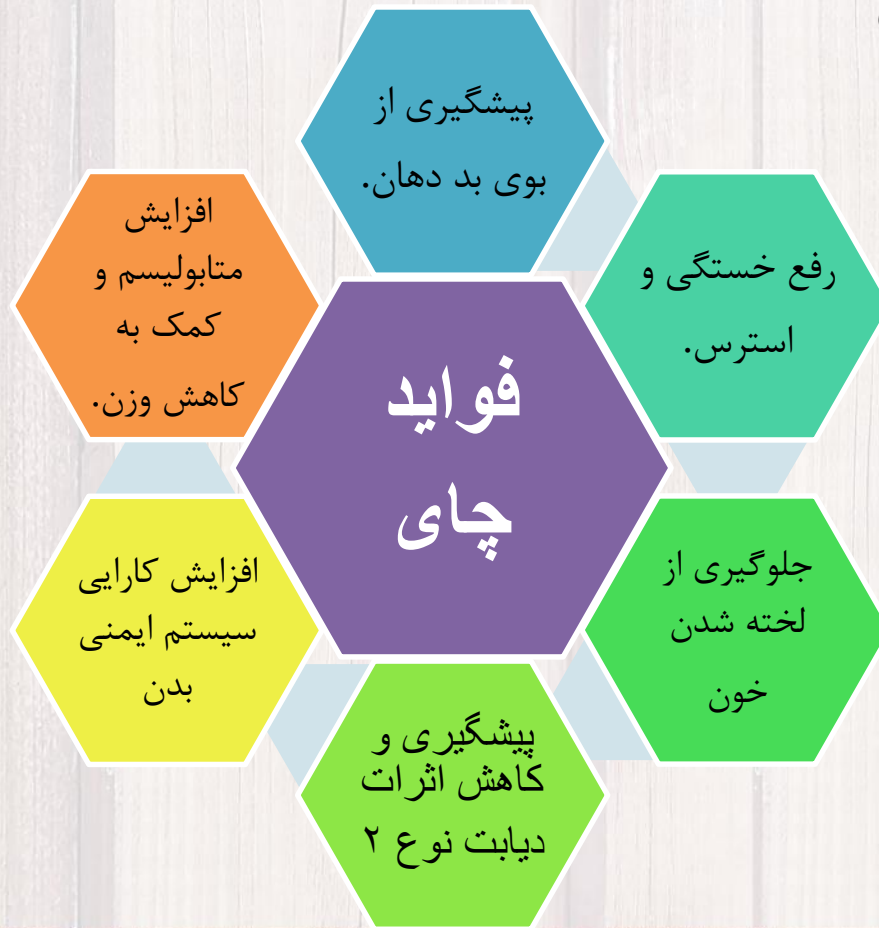 فواید
چای
پیشگیری از
بوی بد دهان.
رفع خستگی و
استرس.
جلوگیری از
لخته شدن
خون
پیشگیری و
کاهش اثرات
دیابت نوع ۲
افزایش کارایی
سیستم ایمنی
بدن
افزایش
متابولیسم و
کمک به
کاهش وزن.